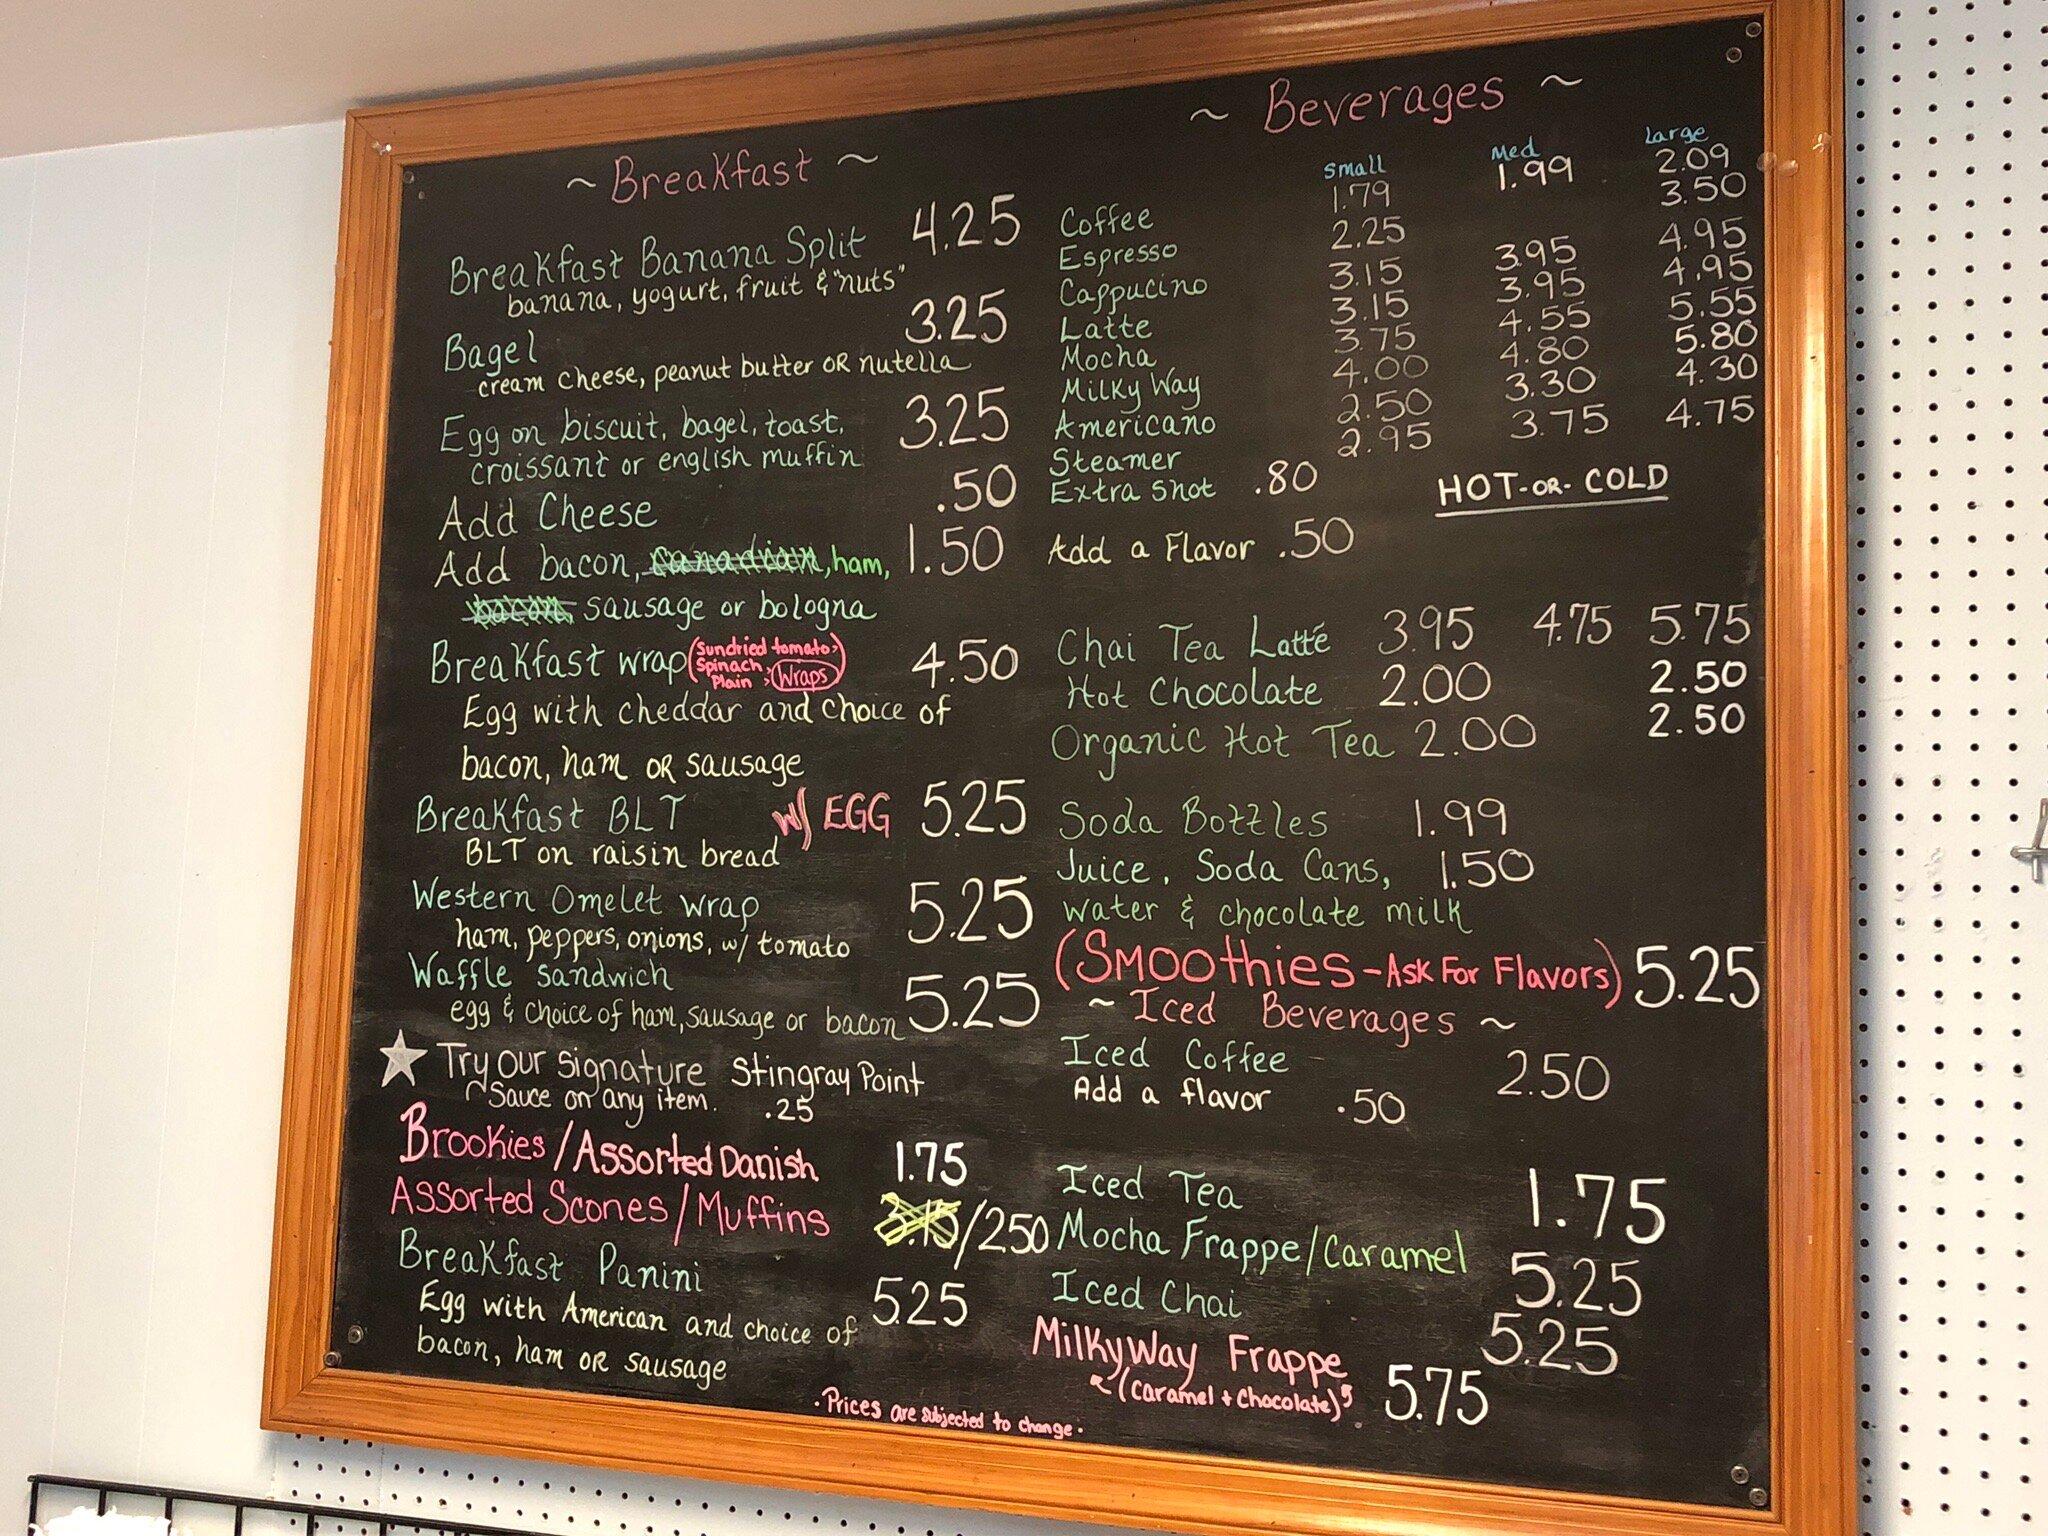 ~ Breakfast ~
Breakfast Banana Split 4.25
banana, yogurt, fruit & "nuts"
Bagel 3.25
cream cheese, peanut butter OR nutella
Egg on biscuit, bagel, toast, 3.25
croissant or english muffin
Add Cheese .50
Add bacon, canadian, ham, 1.50
bacon, sausage or bologna
Breakfast wrap (Sundried tomato, 4.50
Spinach,
Plain, Wraps)
Egg with cheddar and choice of
bacon, ham OR sausage
Breakfast BLT w/ EGG 5.25
BLT on raisin bread
Western Omelet wrap 5.25
ham, peppers, onions, w/ tomato
Waffle Sandwich 5.25
egg & choice of ham, sausage or bacon
Try our signature Stingray Point
Sauce on any item. .25
Brookies / Assorted Danish 1.75
Assorted Scones / Muffins 3.15 / 250
Breakfast Panini 5.25
Egg with American and choice of
bacon, ham OR sausage
~ Beverages ~
Small Med Large
Coffee 1.79 1.99 2.09
Espresso 2.25 3.50
Cappucino 3.15 3.95 4.95
Latte 3.15 3.95 4.95
Mocha 3.75 4.55 5.55
Milky Way 4.00 4.80 5.80
Americano 2.50 3.30 4.30
Steamer 2.95 3.75 4.75
Extra Shot .80
HOT-OR-COLD
Add a Flavor .50
Chai Tea Latté 3.95 4.75 5.75
Hot Chocolate 2.00 2.50
Organic Hot Tea 2.00 2.50
Soda Bottles 1.99
Juice, Soda Cans, 1.50
water & chocolate milk
(Smoothies - Ask For Flavors) 5.25
~ Iced Beverages ~
Iced Coffee 2.50
Add a flavor .50
Iced Tea 1.75
Mocha Frappe / Caramel 5.25
Iced Chai 5.25
MilkyWay Frappe 5.75
(Caramel + Chocolate)
· Prices are subjected to change ·